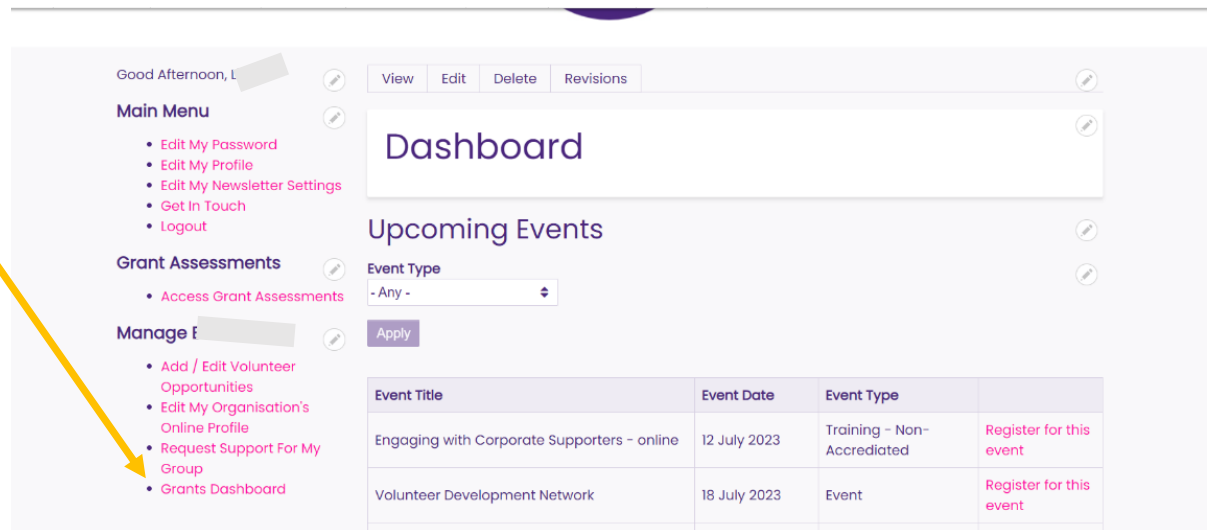 Good Afternoon, L
Main Menu
Edit My Password
Edit My Profile
Edit My Newsletter Settings
Get In Touch
Logout
Grant Assessments
Access Grant Assessments
Manage
Add / Edit Volunteer
Opportunities
Edit My Organisation's
Online Profile
Request Support For My
Group
Grants Dashboard
View Edit Delete Revisions
Dashboard
Upcoming Events
Event Type
- Any -
Apply
Event Title Event Date Event Type
Engaging with Corporate Supporters - online 12 July 2023 Training - Non-
Accrediated
Register for this
event
Volunteer Development Network 18 July 2023 Event Register for this
event